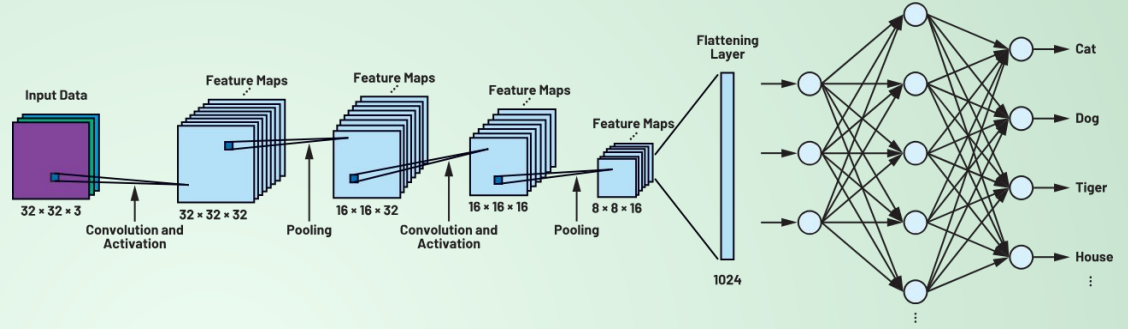 Input Data
32 × 32 × 3
Convolution and
Activation
Feature Maps
32 × 32 × 32
Pooling
Feature Maps
16 × 16 × 32
Convolution and
Activation
Feature Maps
16 × 16 × 16
Pooling
Feature Maps
8 × 8 × 16
Flattening
Layer
1024
Cat
Dog
Tiger
House